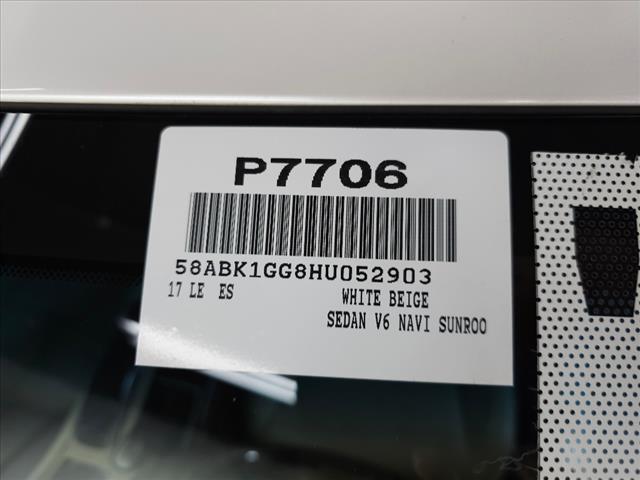 P7706
58ABK1GG8HU052903
17 LE ES WHITE BEIGE
SEDAN V6 NAVI SUNROO